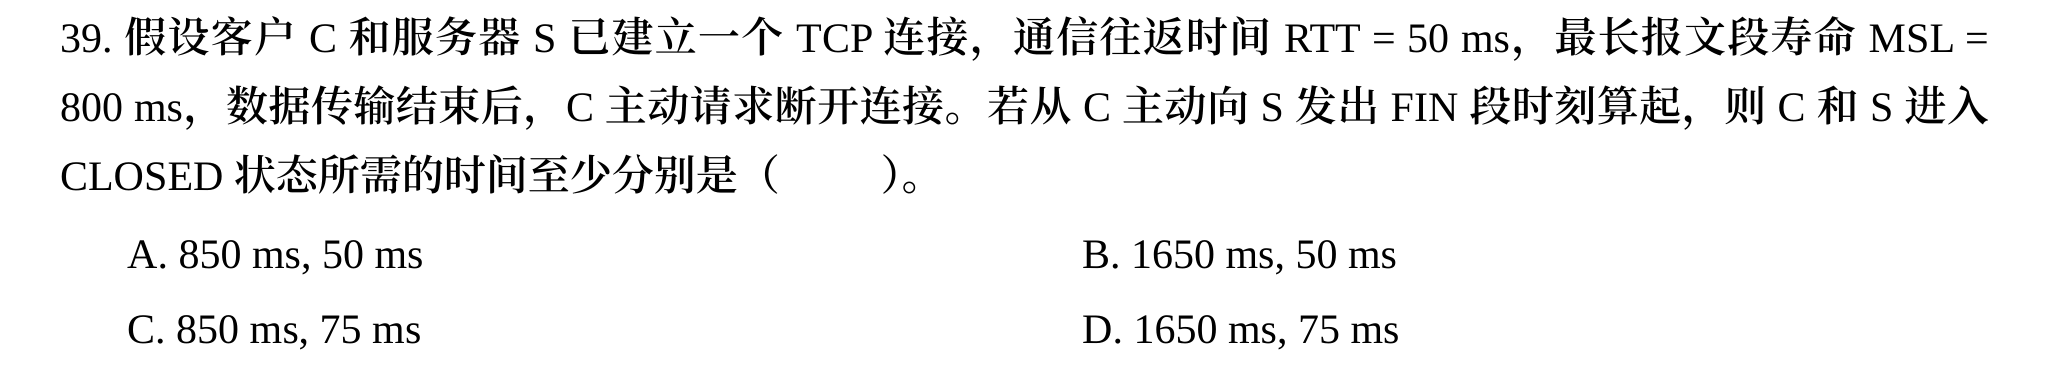 39. 假设客户 C 和服务器 S 已建立一个 TCP 连接，通信往返时间 RTT = 50 ms，最长报文段寿命 MSL =
800 ms，数据传输结束后，C 主动请求断开连接。若从 C 主动向 S 发出 FIN 段时刻算起，则 C 和 S 进入
CLOSED 状态所需的时间至少分别是（　　）。
A. 850 ms, 50 ms
B. 1650 ms, 50 ms
C. 850 ms, 75 ms
D. 1650 ms, 75 ms